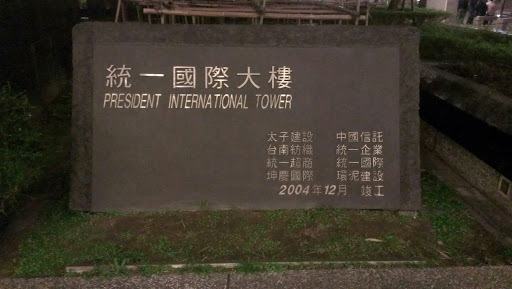 統一國際大樓
PRESIDENT INTERNATIONAL TOWER
太子建設 中國信託
台南紡織 統一企業
統一超商 統一國際
坤慶國際 環泥建設
2004年12月 竣工